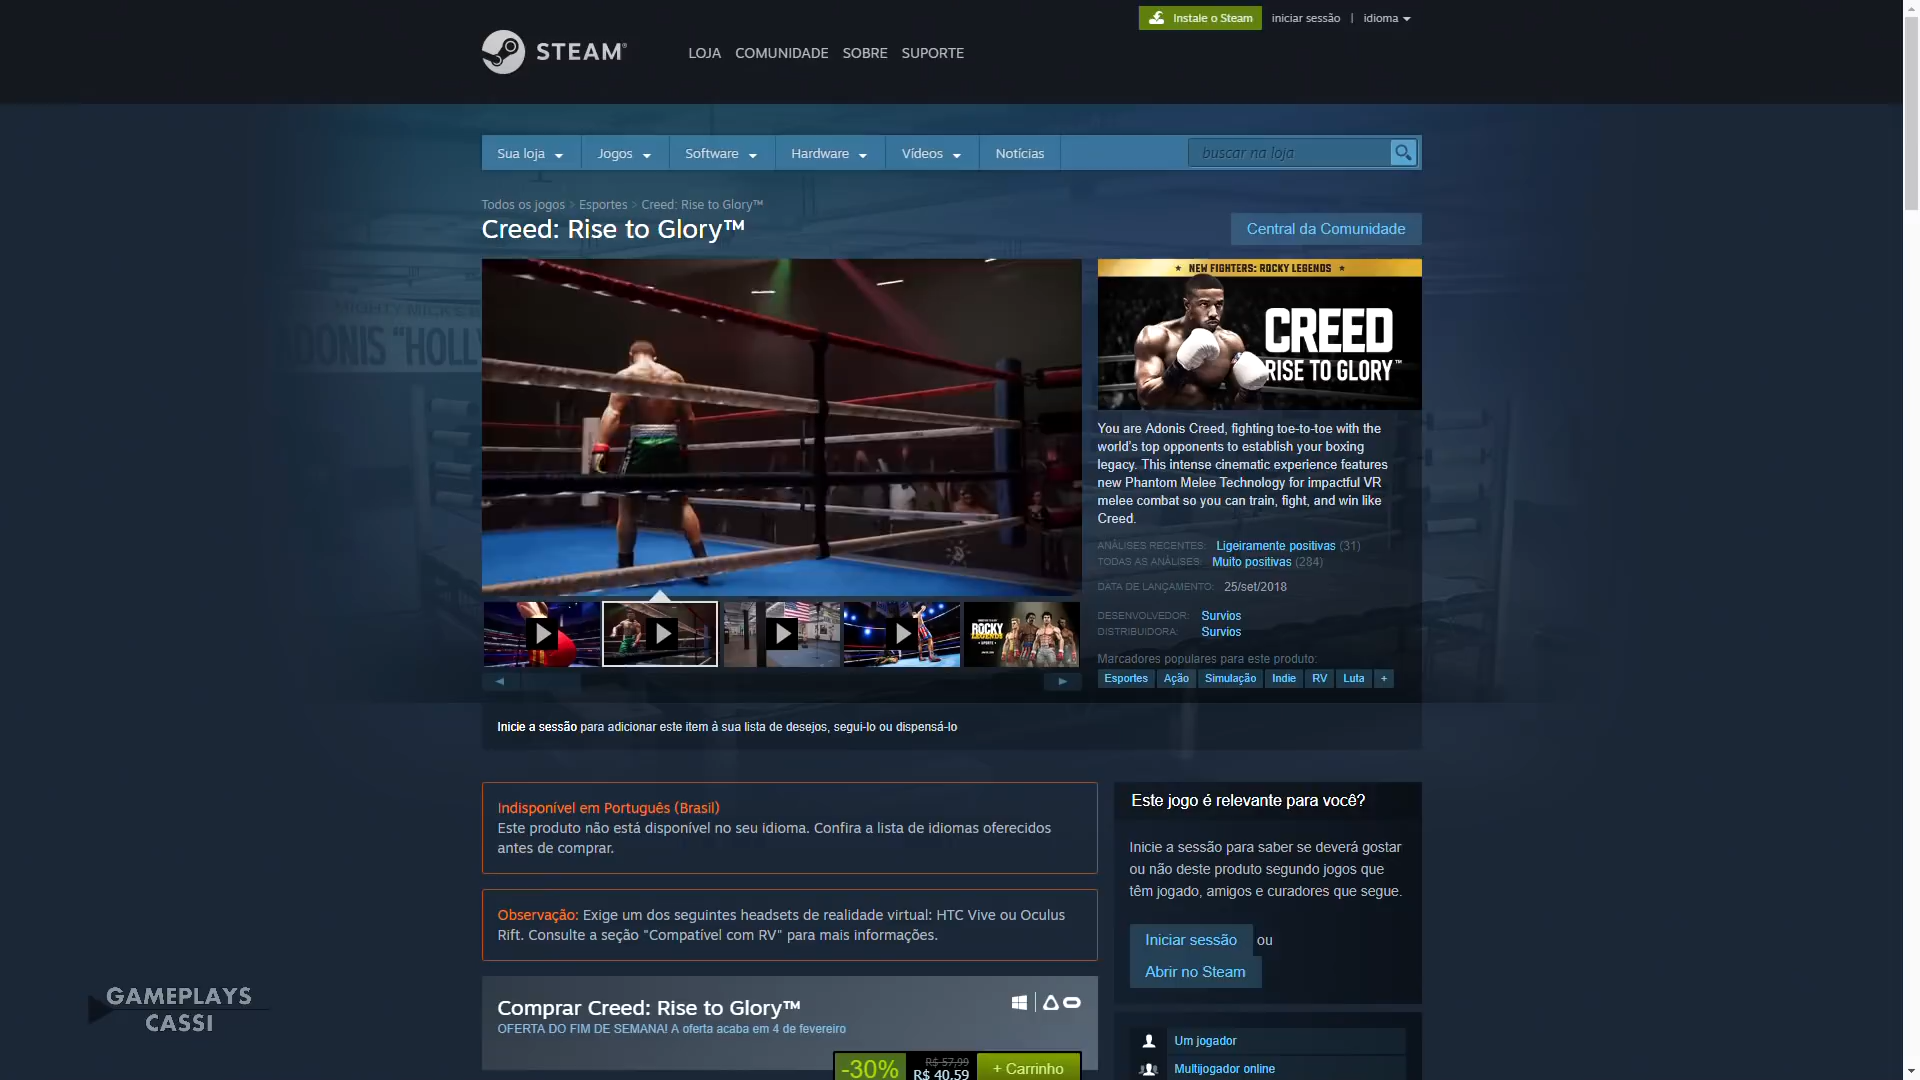 Instale o Steam
iniciar sessão | idioma
STEAM®
LOJA COMUNIDADE SOBRE SUPORTE
Sua loja Jogos Software Hardware Vídeos Notícias
buscar na loja
Todos os jogos > Esportes > Creed: Rise to Glory™
Creed: Rise to Glory™
Central da Comunidade
MIGHTY MICK'S
ADONIS "HOLLY
★ NEW FIGHTERS: ROCKY LEGENDS ★
CREED
RISE TO GLORY™
You are Adonis Creed, fighting toe-to-toe with the
world's top opponents to establish your boxing
legacy. This intense cinematic experience features
new Phantom Melee Technology for impactful VR
melee combat so you can train, fight, and win like
Creed.
ANÁLISES RECENTES: Ligeiramente positivas (31)
TODAS AS ANÁLISES: Muito positivas (284)
DATA DE LANÇAMENTO: 25/set/2018
DESENVOLVEDOR: Survios
DISTRIBUIDORA: Survios
Marcadores populares para este produto:
Esportes Ação Simulação Indie RV Luta +
ROCKY
LEGENDS
Inicie a sessão para adicionar este item à sua lista de desejos, segui-lo ou dispensá-lo
Indisponível em Português (Brasil)
Este produto não está disponível no seu idioma. Confira a lista de idiomas oferecidos
antes de comprar.
Observação: Exige um dos seguintes headsets de realidade virtual: HTC Vive ou Oculus
Rift. Consulte a seção "Compatível com RV" para mais informações.
Comprar Creed: Rise to Glory™
OFERTA DO FIM DE SEMANA! A oferta acaba em 4 de fevereiro
-30%
R$ 57,99
R$ 40,59
+ Carrinho
Este jogo é relevante para você?
Inicie a sessão para saber se deverá gostar
ou não deste produto segundo jogos que
têm jogado, amigos e curadores que segue.
Iniciar sessão ou
Abrir no Steam
Um jogador
Multijogador online
GAMEPLAYS
CASSI